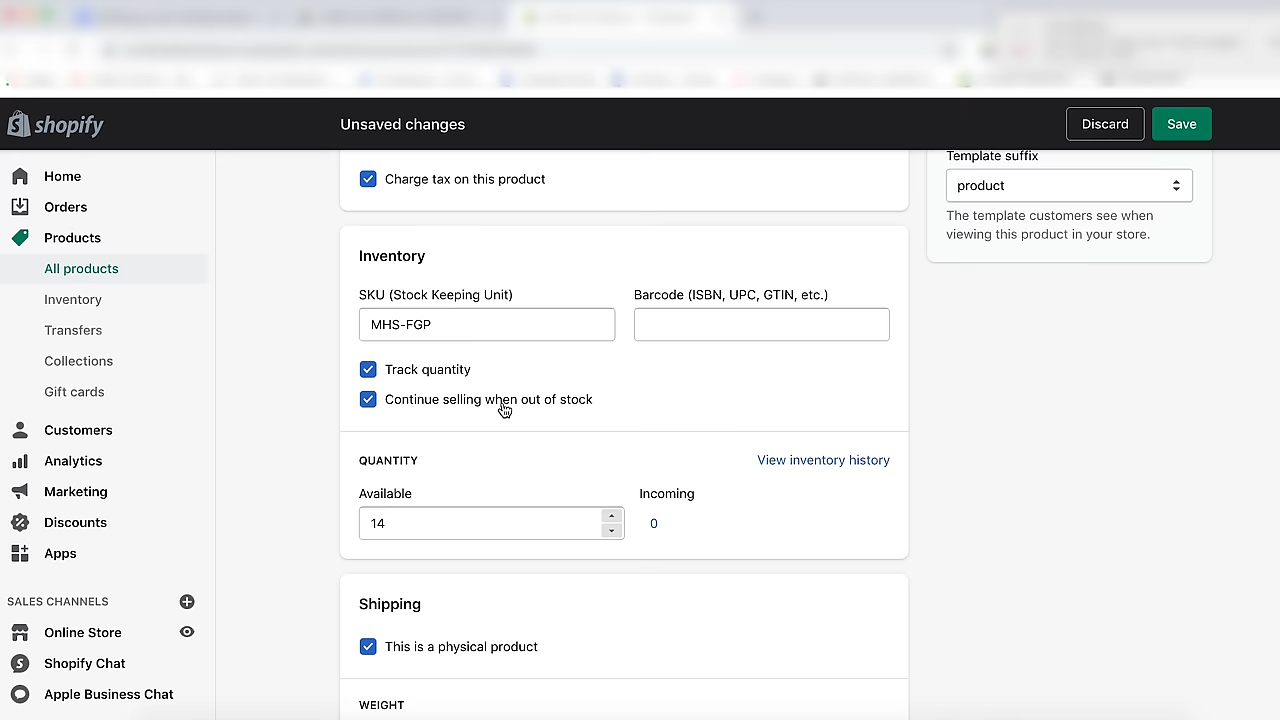 shopify
Unsaved changes
Discard
Save
Home
Orders
Products
All products
Inventory
Transfers
Collections
Gift cards
Customers
Analytics
Marketing
Discounts
Apps
SALES CHANNELS
Online Store
Shopify Chat
Apple Business Chat
Charge tax on this product
Inventory
SKU (Stock Keeping Unit)
Barcode (ISBN, UPC, GTIN, etc.)
MHS-FGP
Track quantity
Continue selling when out of stock
QUANTITY
View inventory history
Available
Incoming
14
0
Shipping
This is a physical product
WEIGHT
Template suffix
product
The template customers see when
viewing this product in your store.